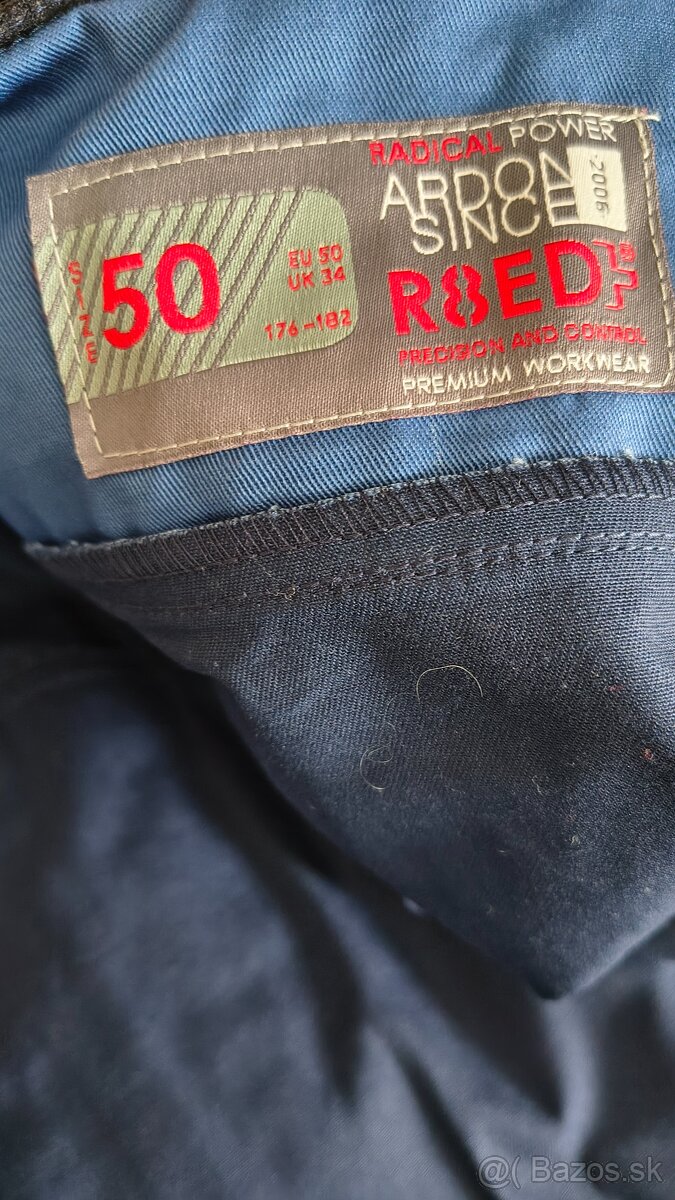 SIZE
50
EU 50
UK 34
176-182
RADICAL POWER
ARDON
SINCE
2006
R8ED
PRECISION AND CONTROL
PREMIUM WORKWEAR
@( Bazos.sk